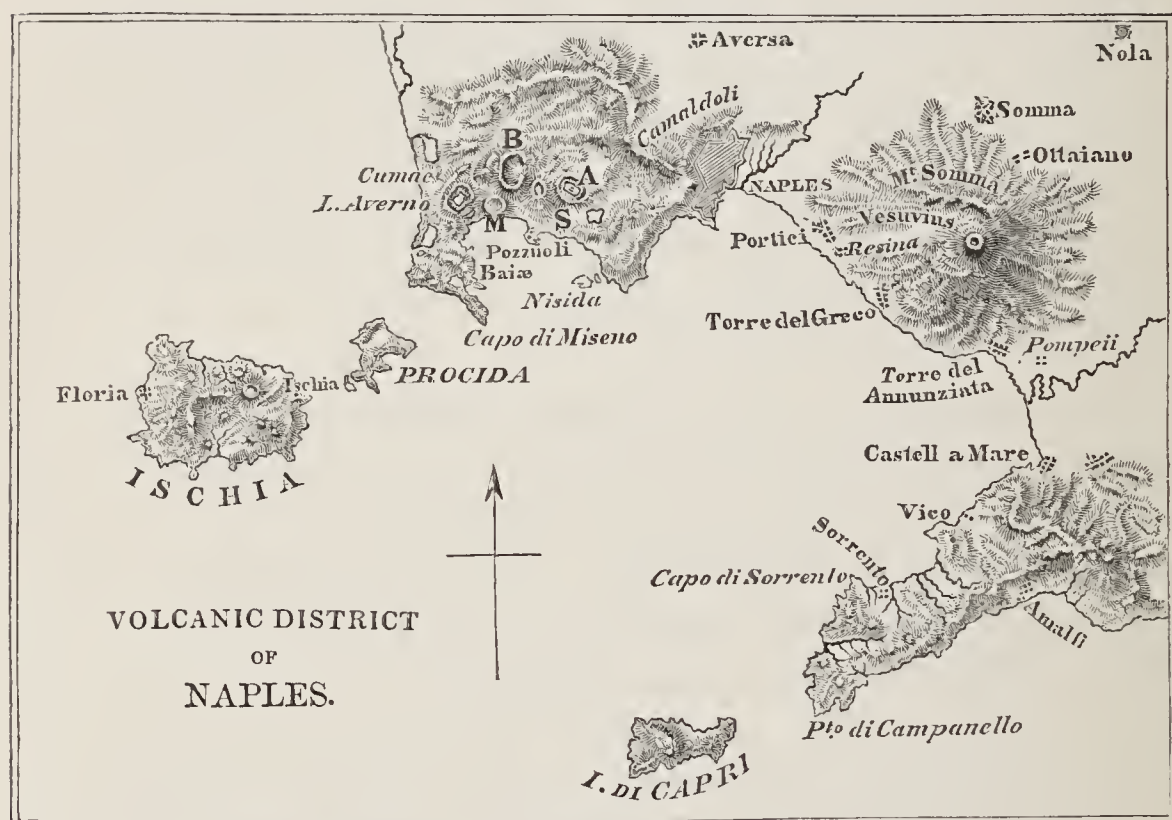 Aversa
Nola
Somma
Camaldoli
Ottaiano
B
Mt. Somma
Cumae
A
NAPLES
L. Averno
Vesuvius
M
S
Portici
Resina
Pozzuoli
Baiæ
Nisida
Torre del Greco
Capo di Miseno
Pompeii
PROCIDA
Torre del
Annunziata
Floria
Ischia
ISCHIA
Castell a Mare
Vico
Sorrento
Capo di Sorrento
Amalfi
VOLCANIC DISTRICT
OF
NAPLES.
Pto di Campanello
I. DI CAPRI